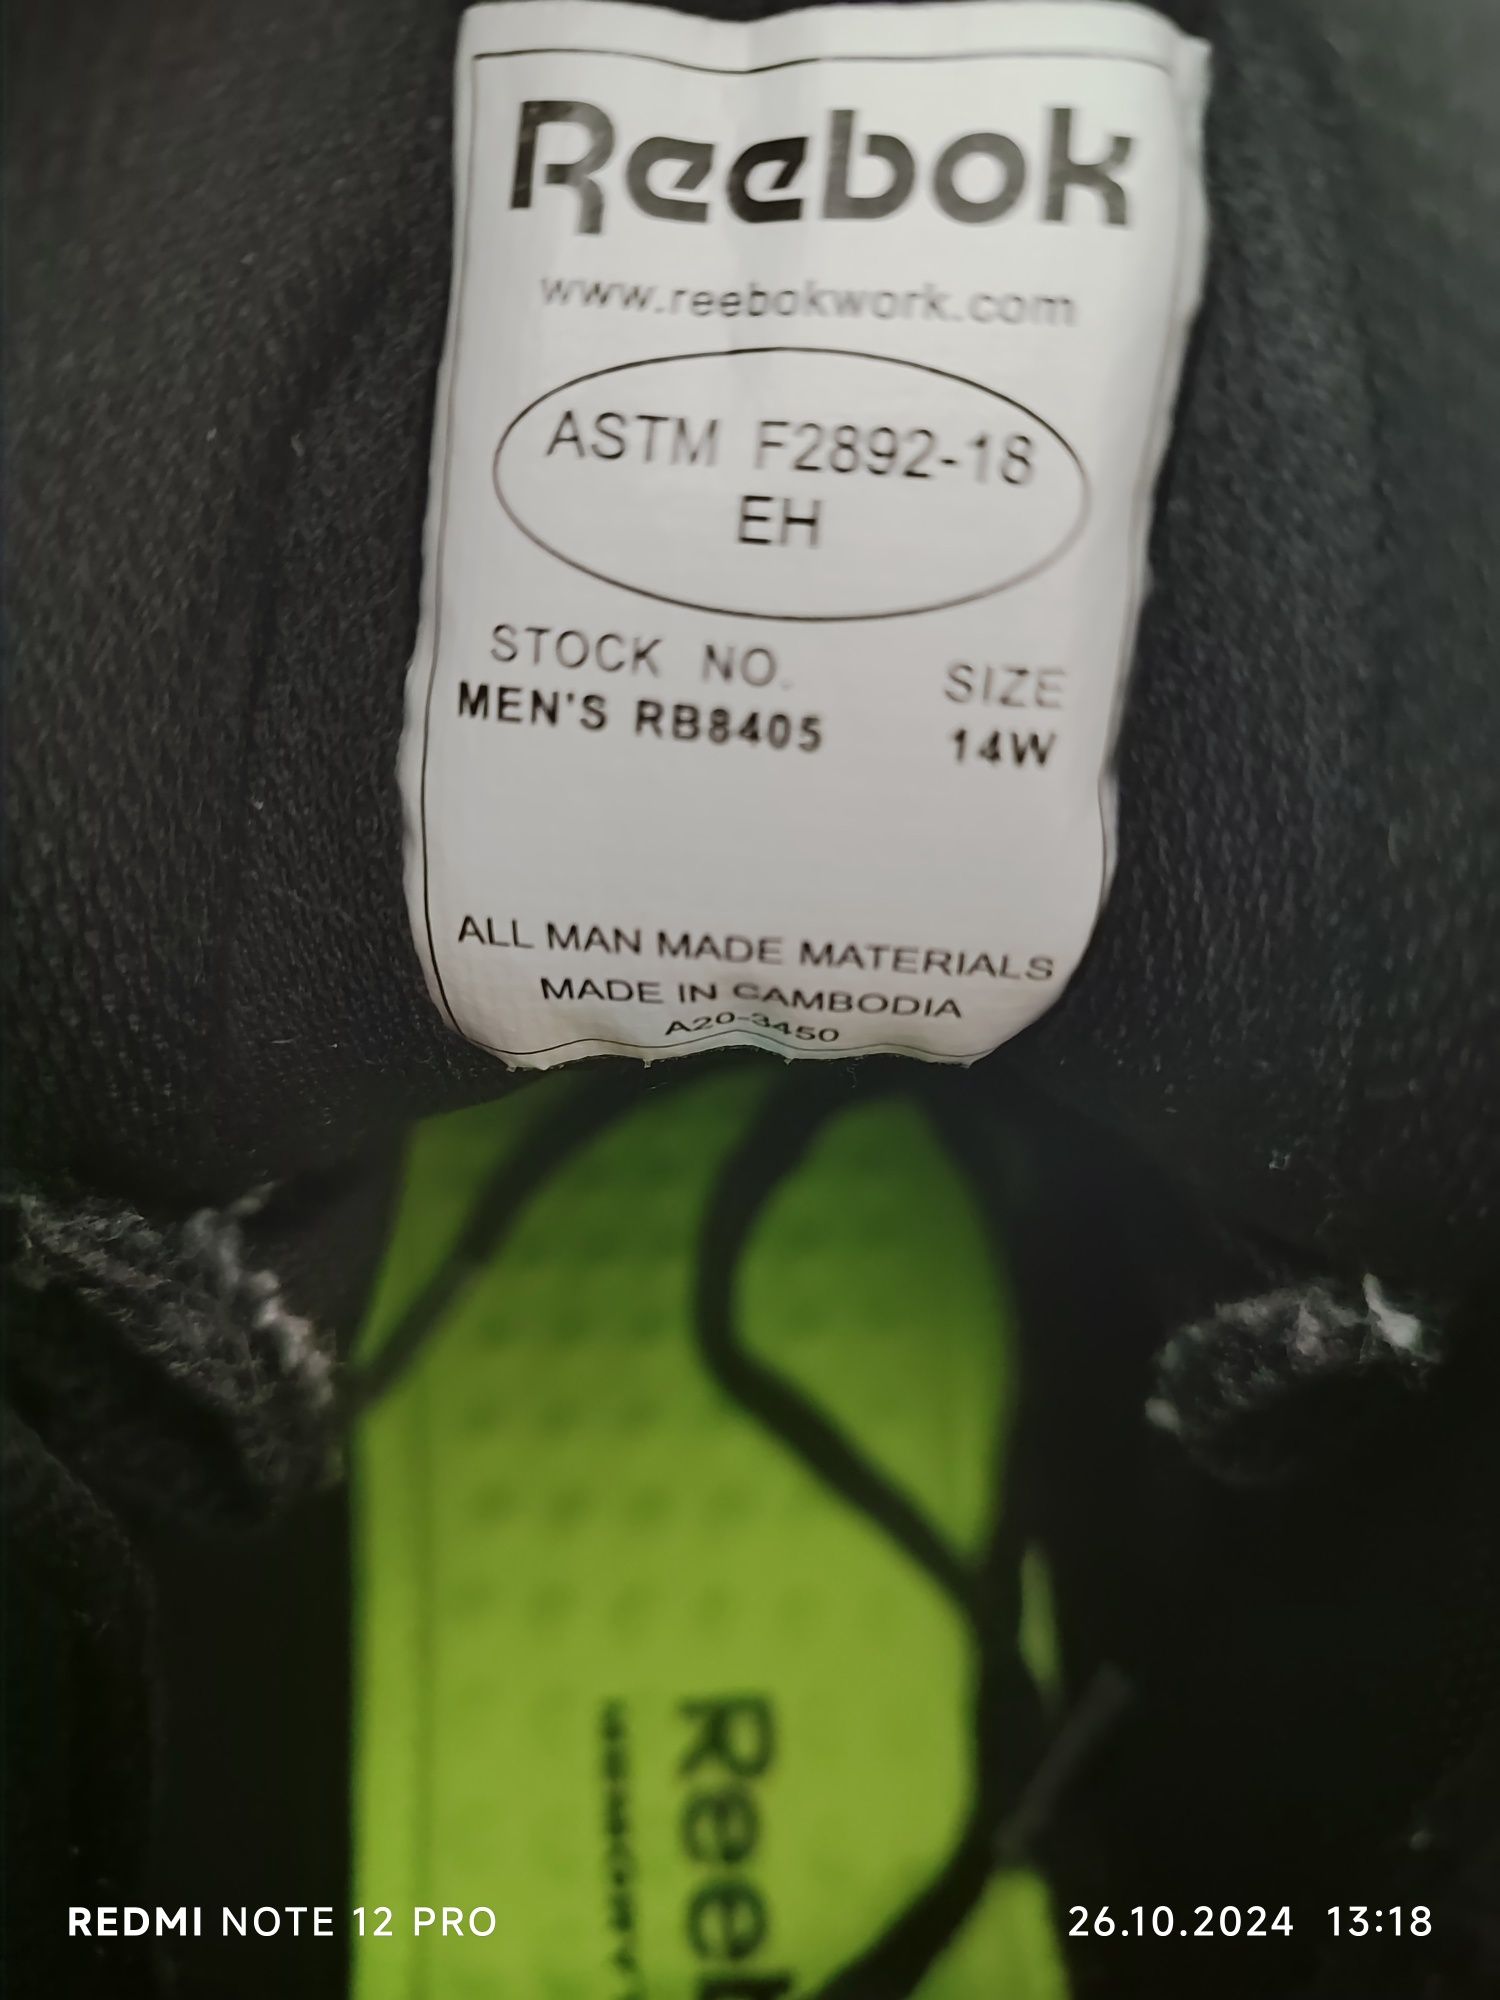 Reebok
www.reebokwork.com
ASTM F2892-18
EH
STOCK NO. SIZE
MEN'S RB8405 14W
ALL MAN MADE MATERIALS
MADE IN CAMBODIA
A20-3450
Reeb
REDMI NOTE 12 PRO 26.10.2024 13:18